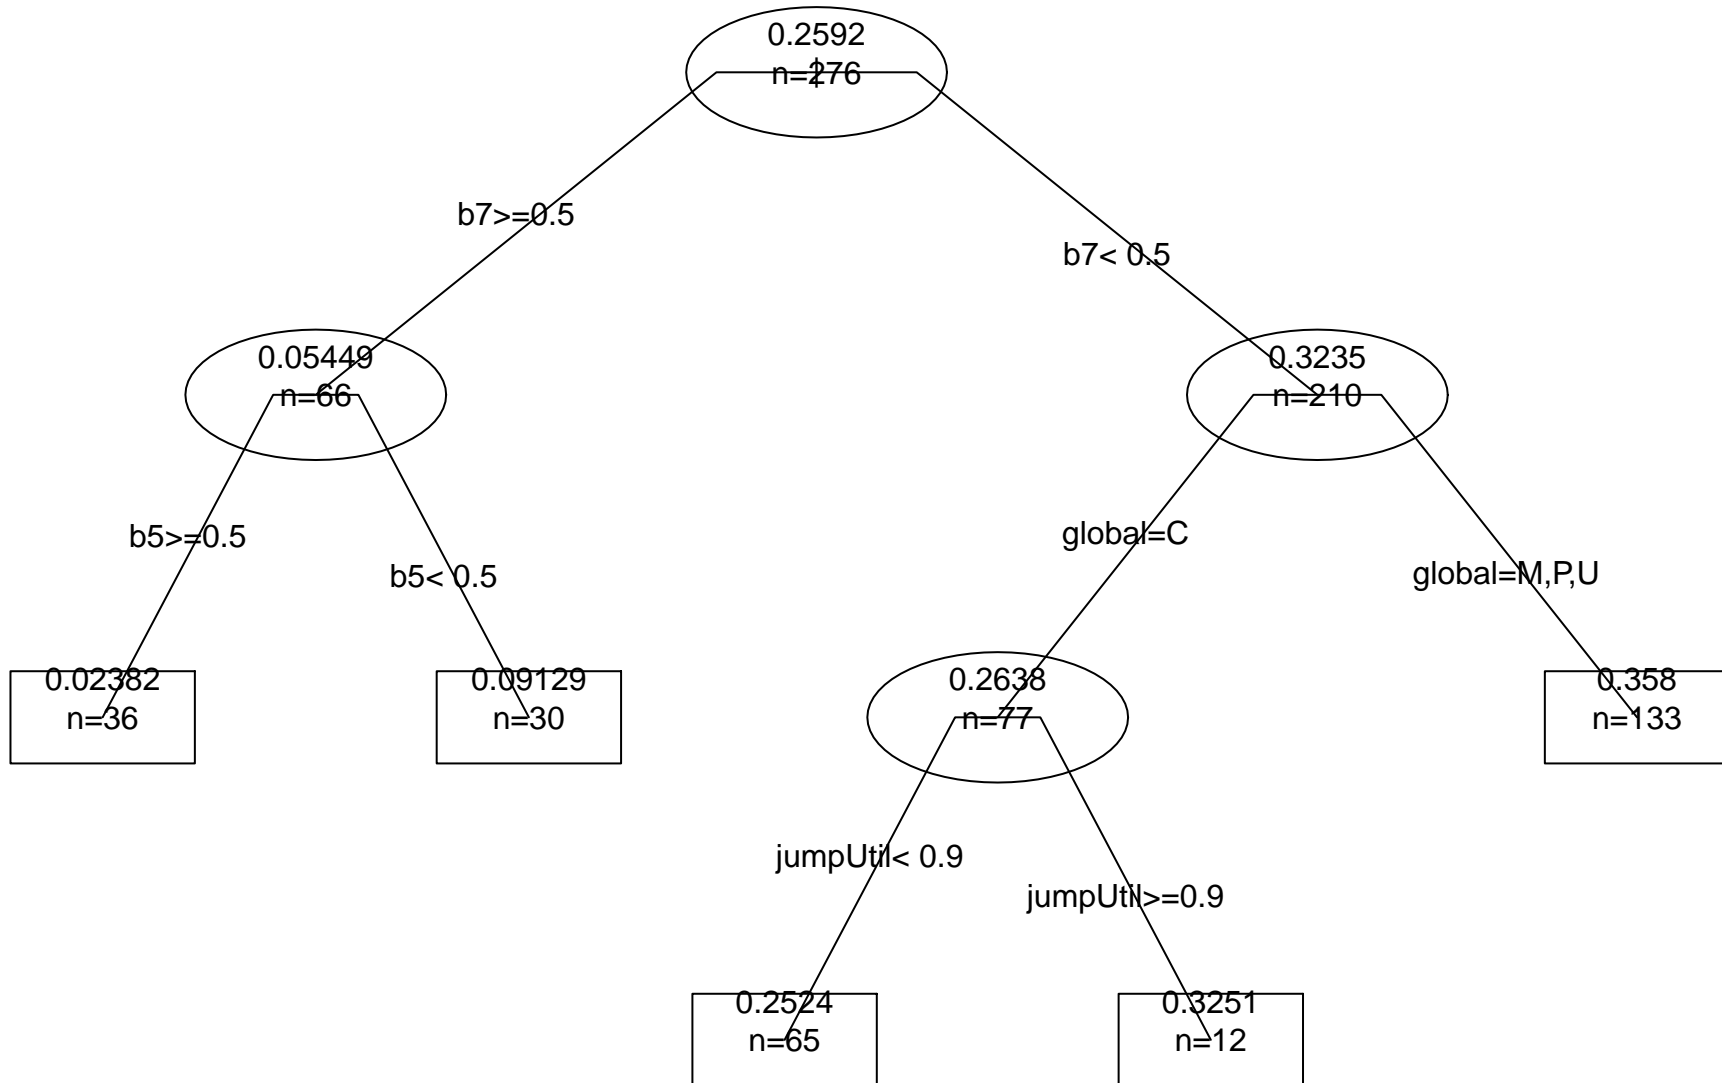 0.2592
n=276
b7>=0.5
b7< 0.5
0.05449
n=66
0.3235
n=210
b5>=0.5
b5< 0.5
global=C
global=M,P,U
0.02382
n=36
0.09129
n=30
0.2638
n=77
0.358
n=133
jumpUtil< 0.9
jumpUtil>=0.9
0.2524
n=65
0.3251
n=12